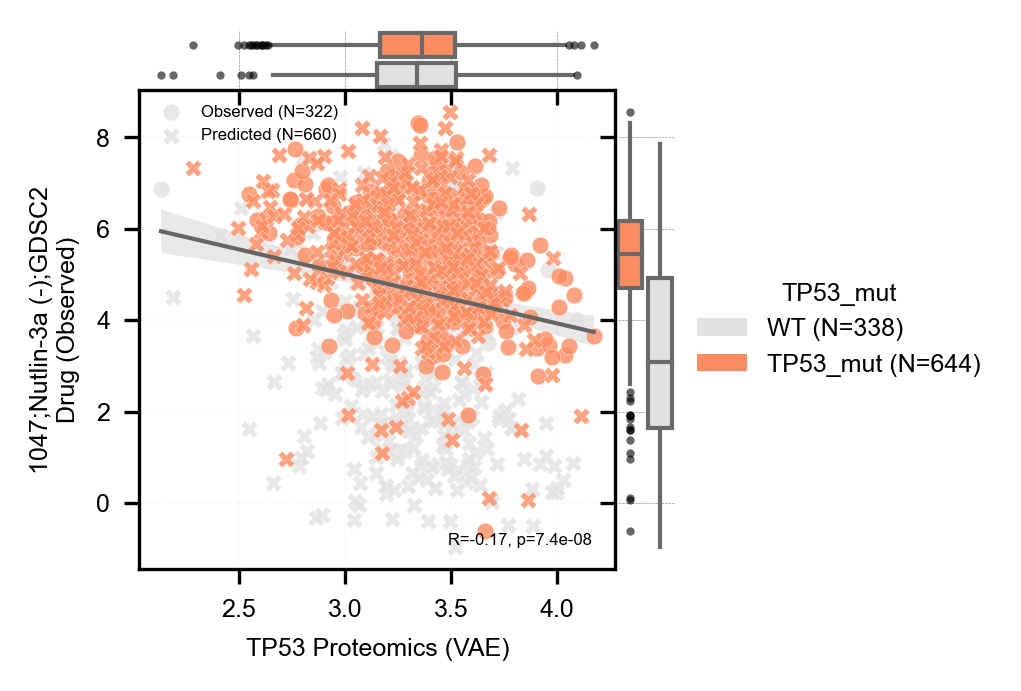 Observed (N=322)
Predicted (N=660)
8
6
4
2
0
1047;Nutlin-3a (-);GDSC2
Drug (Observed)
R=-0.17, p=7.4e-08
2.5
3.0
3.5
4.0
TP53 Proteomics (VAE)
TP53_mut
WT (N=338)
TP53_mut (N=644)